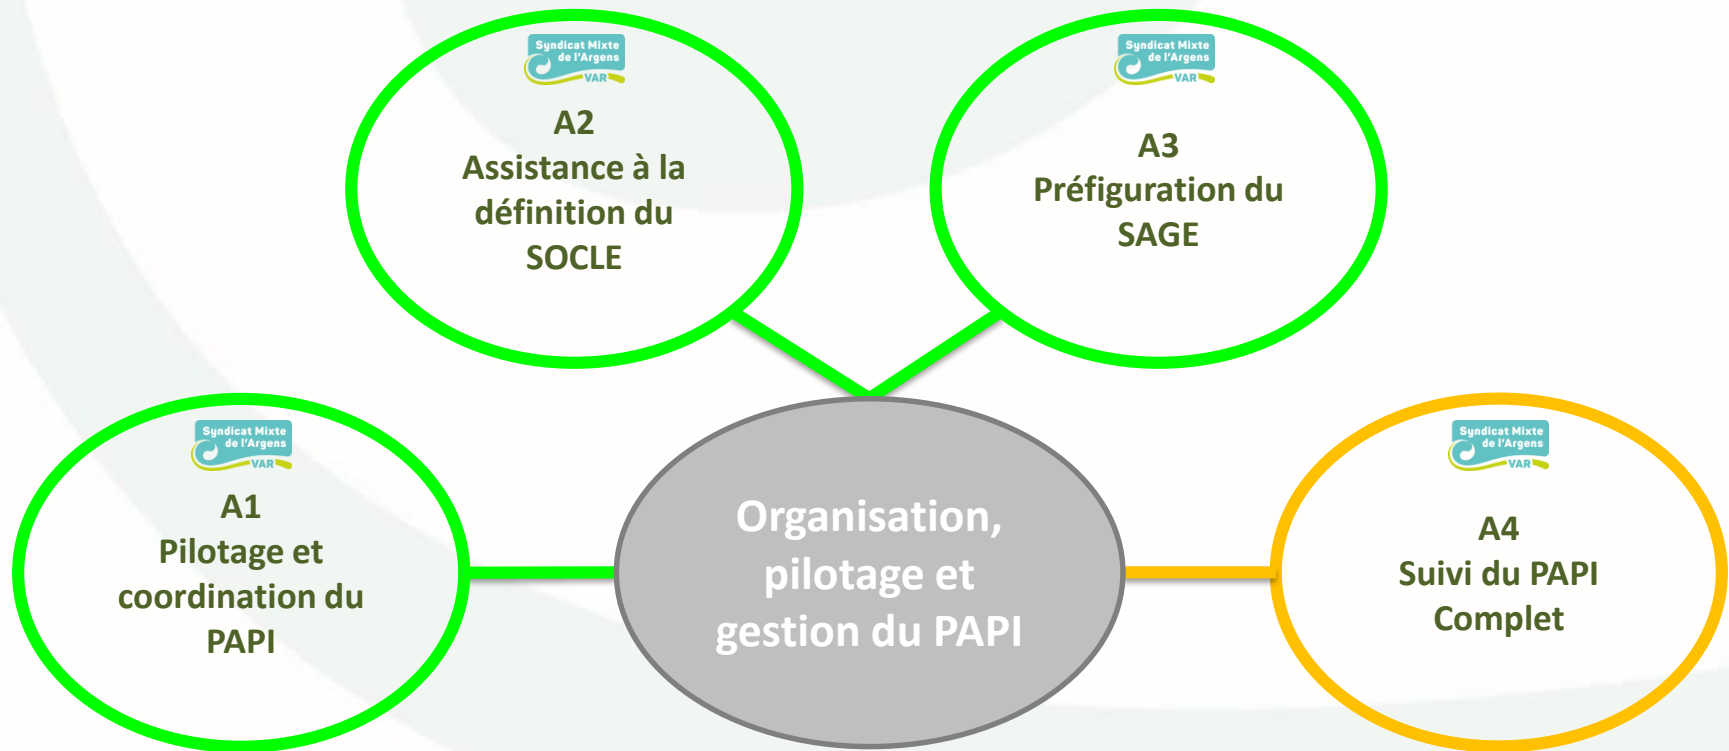 Syndicat Mixte
de l'Argens
VAR
A2
Assistance à la
définition du
SOCLE
Syndicat Mixte
de l'Argens
VAR
A3
Préfiguration du
SAGE
Syndicat Mixte
de l'Argens
VAR
A1
Pilotage et
coordination du
PAPI
Organisation,
pilotage et
gestion du PAPI
Syndicat Mixte
de l'Argens
VAR
A4
Suivi du PAPI
Complet